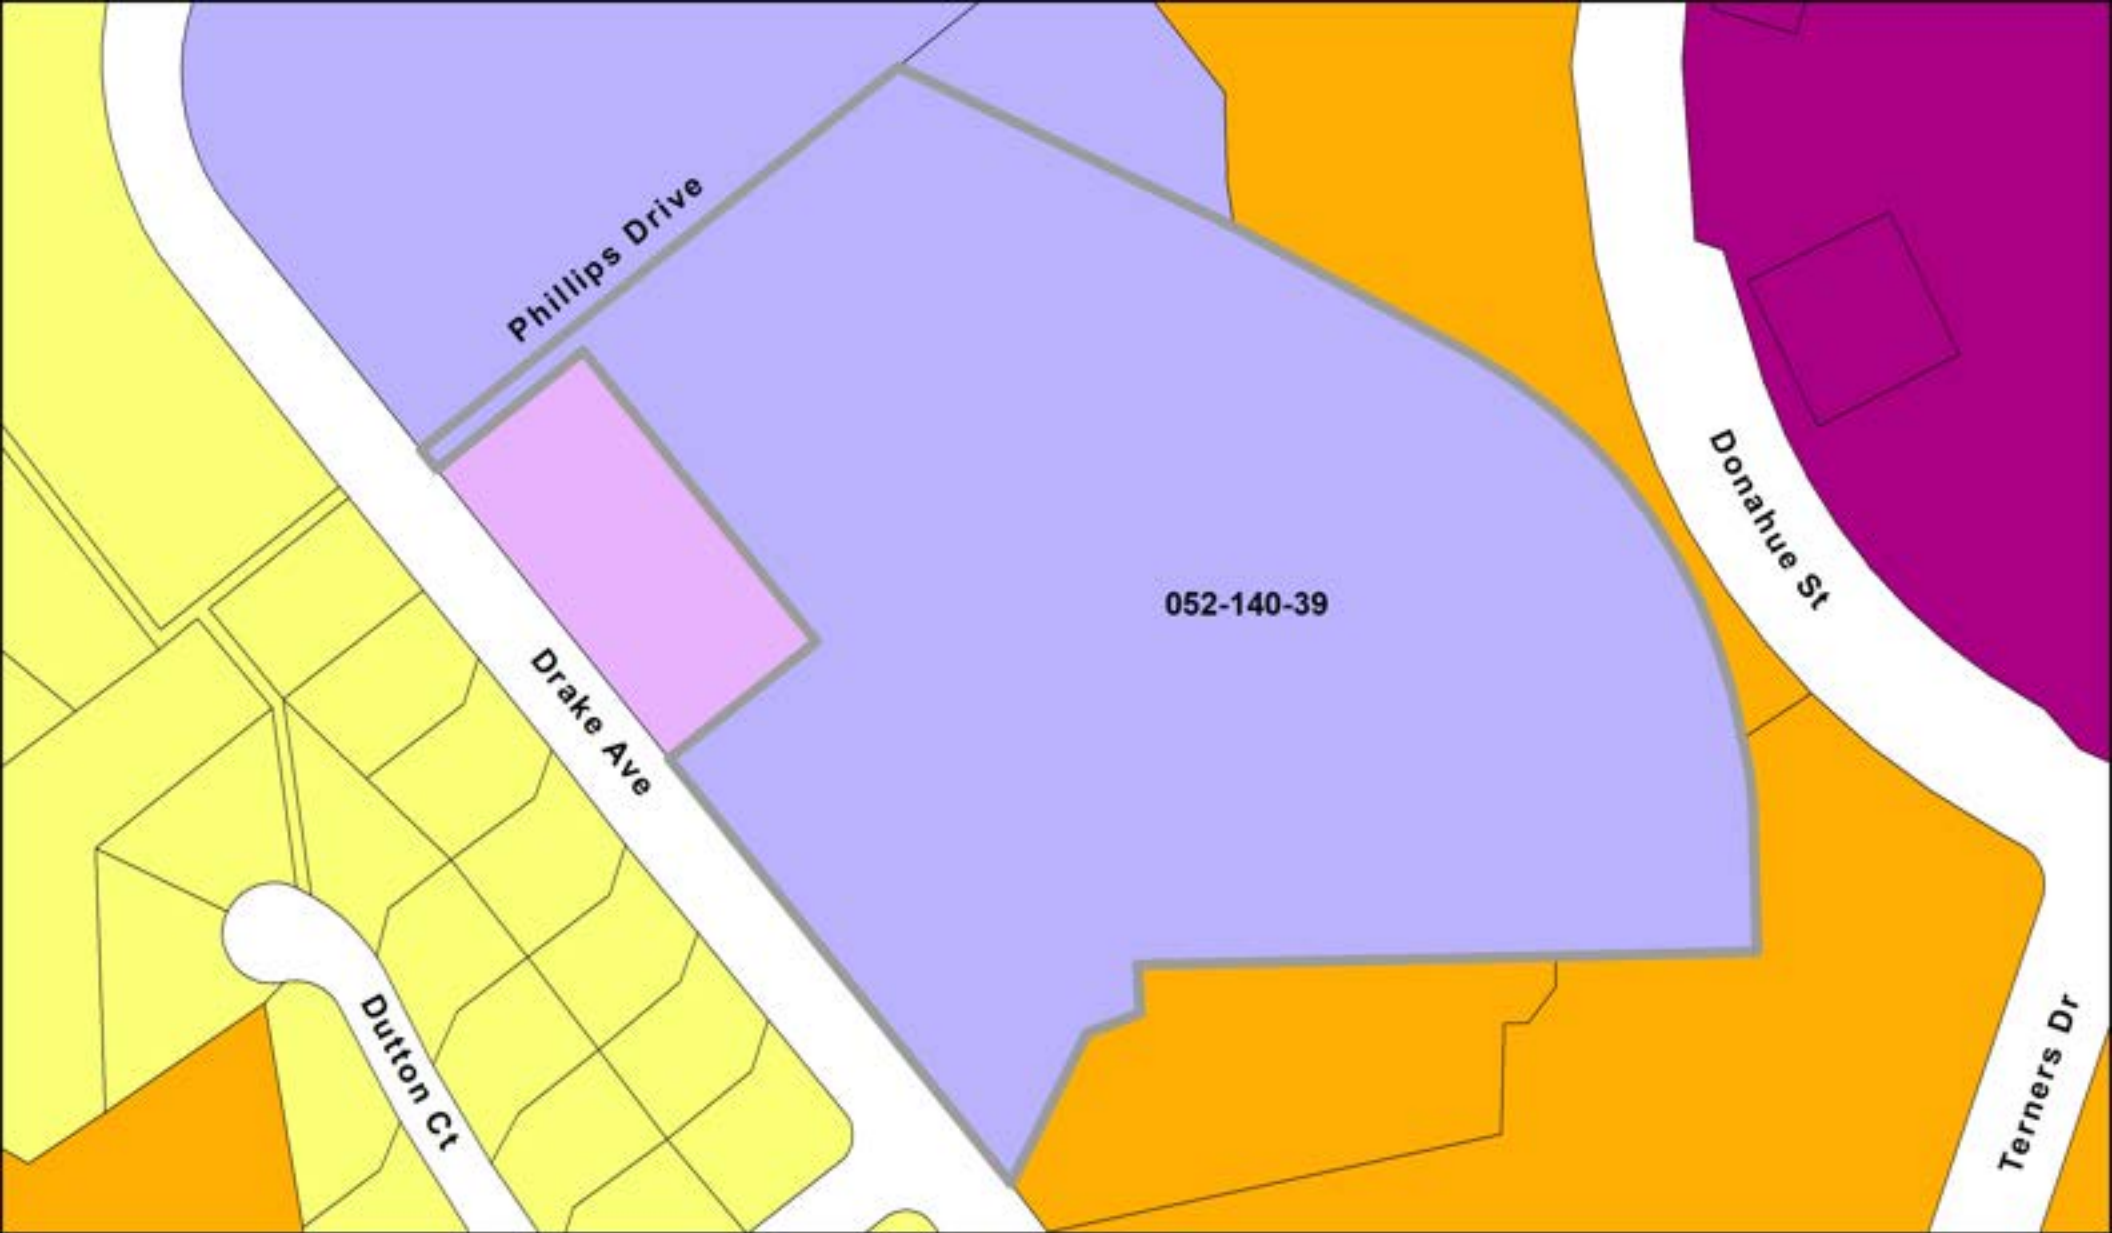 Phillips Drive
Donahue St
052-140-39
Drake Ave
Dutton Ct
Terners Dr